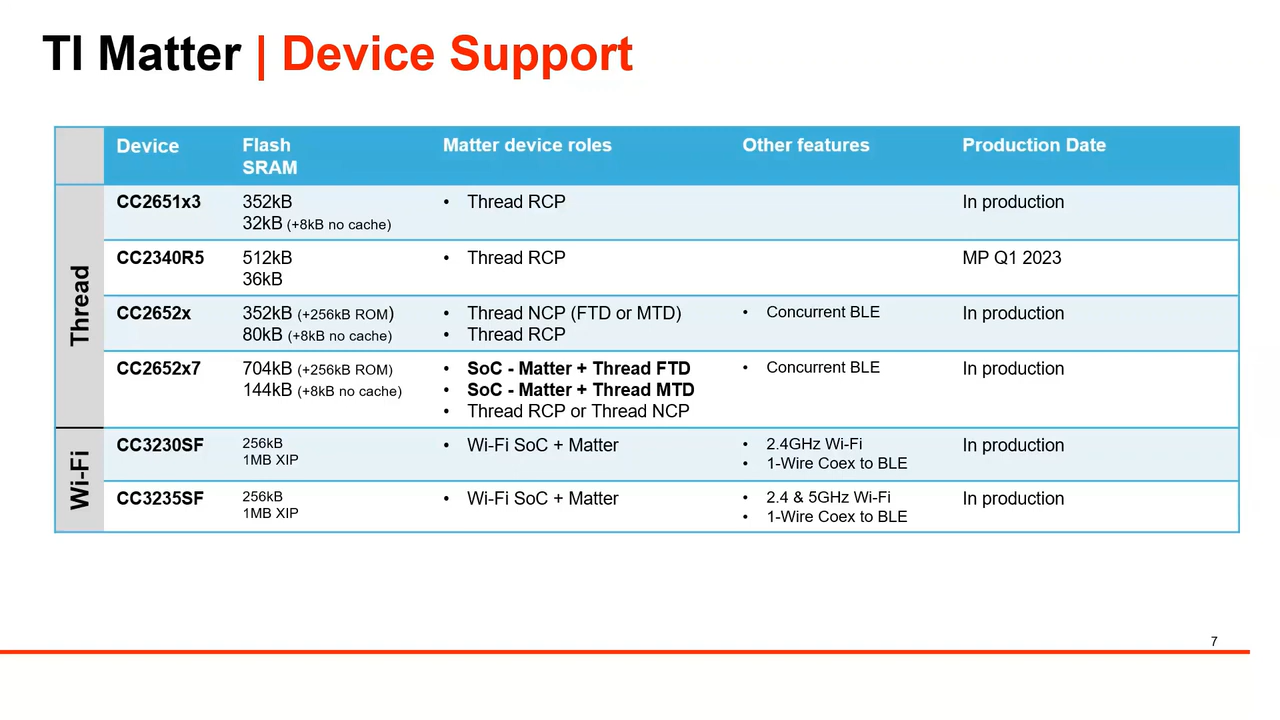 TI Matter | Device Support
Device
Flash
SRAM
Matter device roles
Other features
Production Date
Thread
CC2651x3
352kB
32kB (+8kB no cache)
• Thread RCP
In production
CC2340R5
512kB
36kB
• Thread RCP
MP Q1 2023
CC2652x
352kB (+256kB ROM)
80kB (+8kB no cache)
• Thread NCP (FTD or MTD)
• Thread RCP
• Concurrent BLE
In production
CC2652x7
704kB (+256kB ROM)
144kB (+8kB no cache)
• SoC - Matter + Thread FTD
• SoC - Matter + Thread MTD
• Thread RCP or Thread NCP
• Concurrent BLE
In production
Wi-Fi
CC3230SF
256kB
1MB XIP
• Wi-Fi SoC + Matter
• 2.4GHz Wi-Fi
• 1-Wire Coex to BLE
In production
CC3235SF
256kB
1MB XIP
• Wi-Fi SoC + Matter
• 2.4 & 5GHz Wi-Fi
• 1-Wire Coex to BLE
In production
7